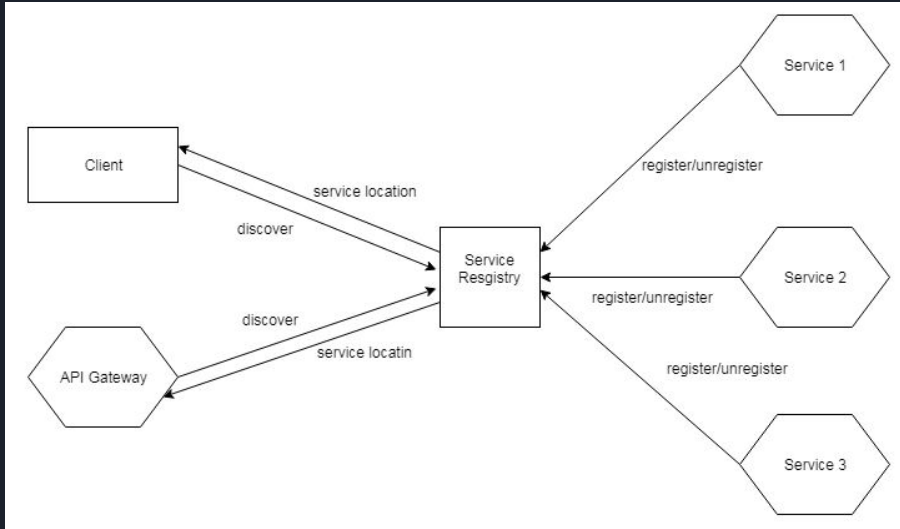 Service 1
Client
register/unregister
service location
discover
Service
Resgistry
Service 2
register/unregister
discover
service locatin
register/unregister
API Gateway
Service 3